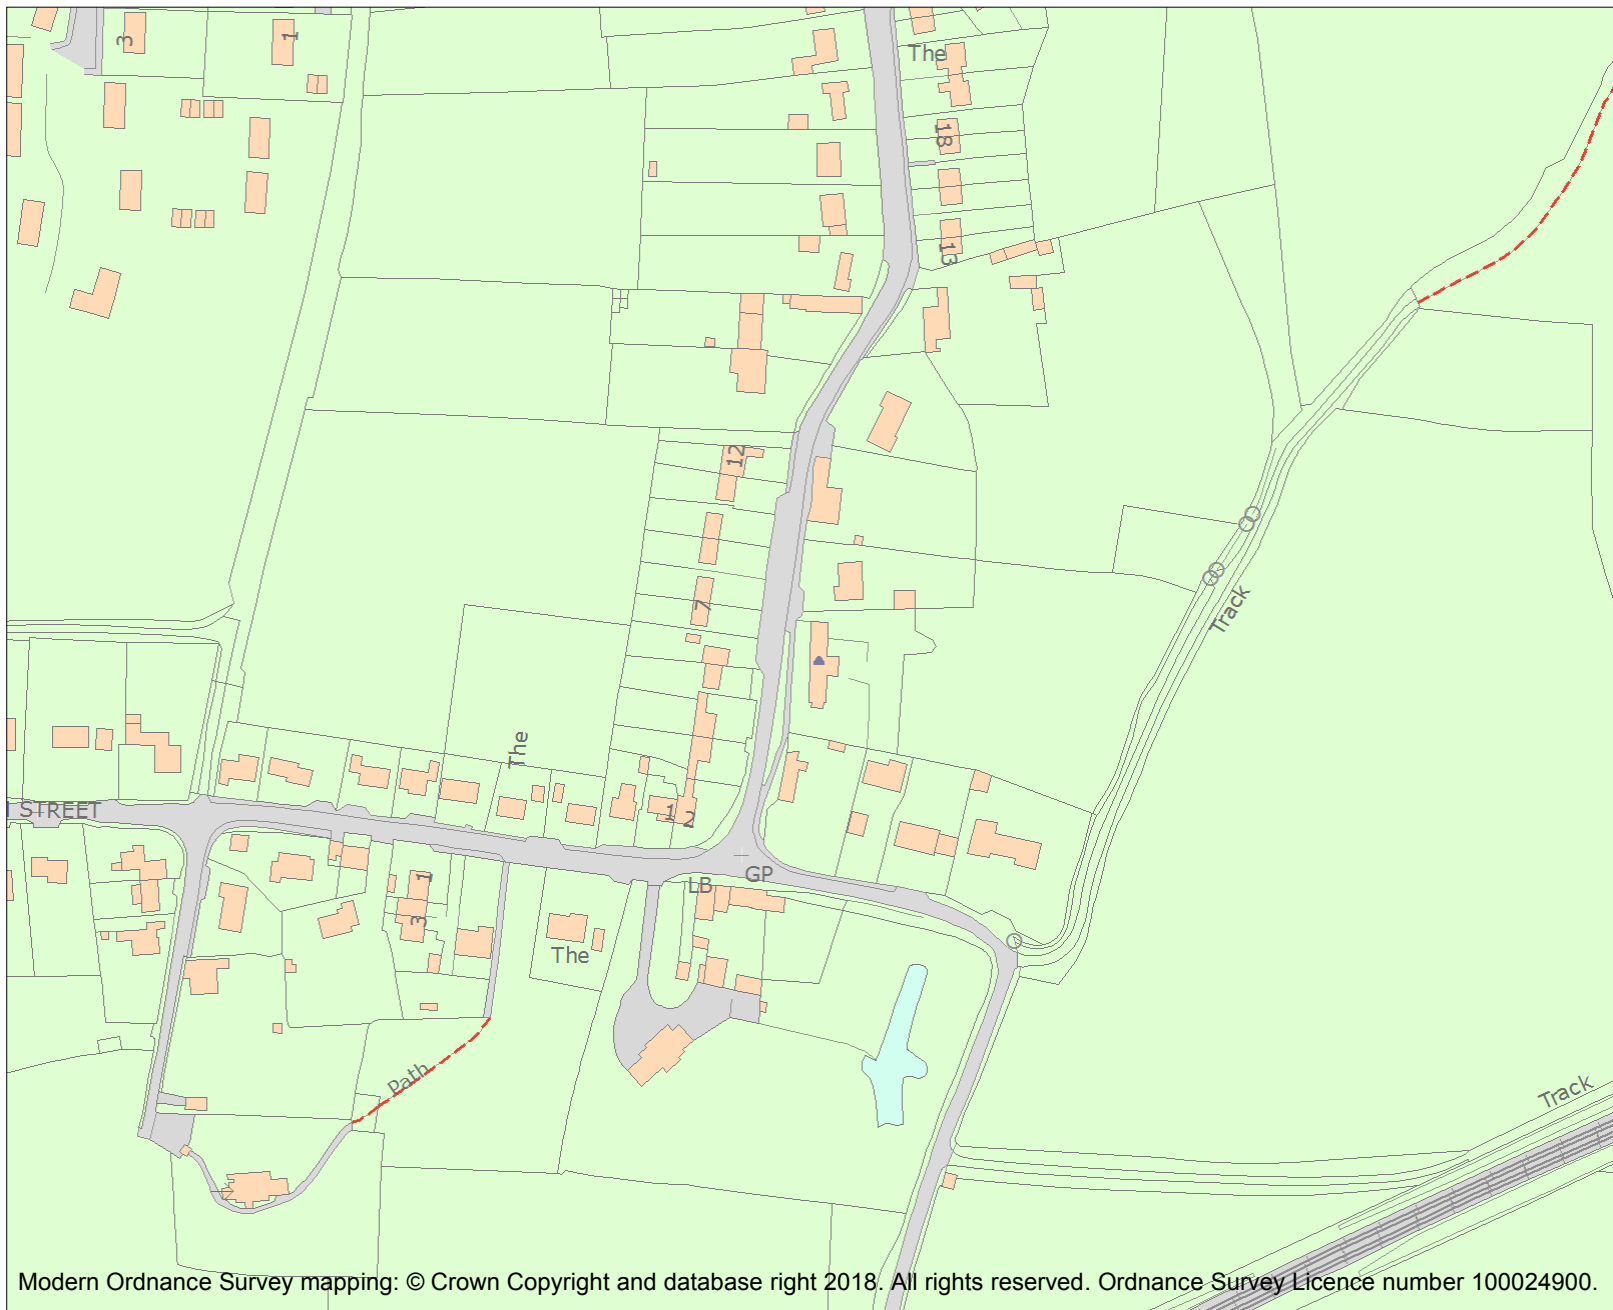 3
1
The
18
13
12
7
Track
The
STREET
1
2
GP
LB
1
3
The
Path
Track
Modern Ordnance Survey mapping: © Crown Copyright and database right 2018. All rights reserved. Ordnance Survey Licence number 100024900.